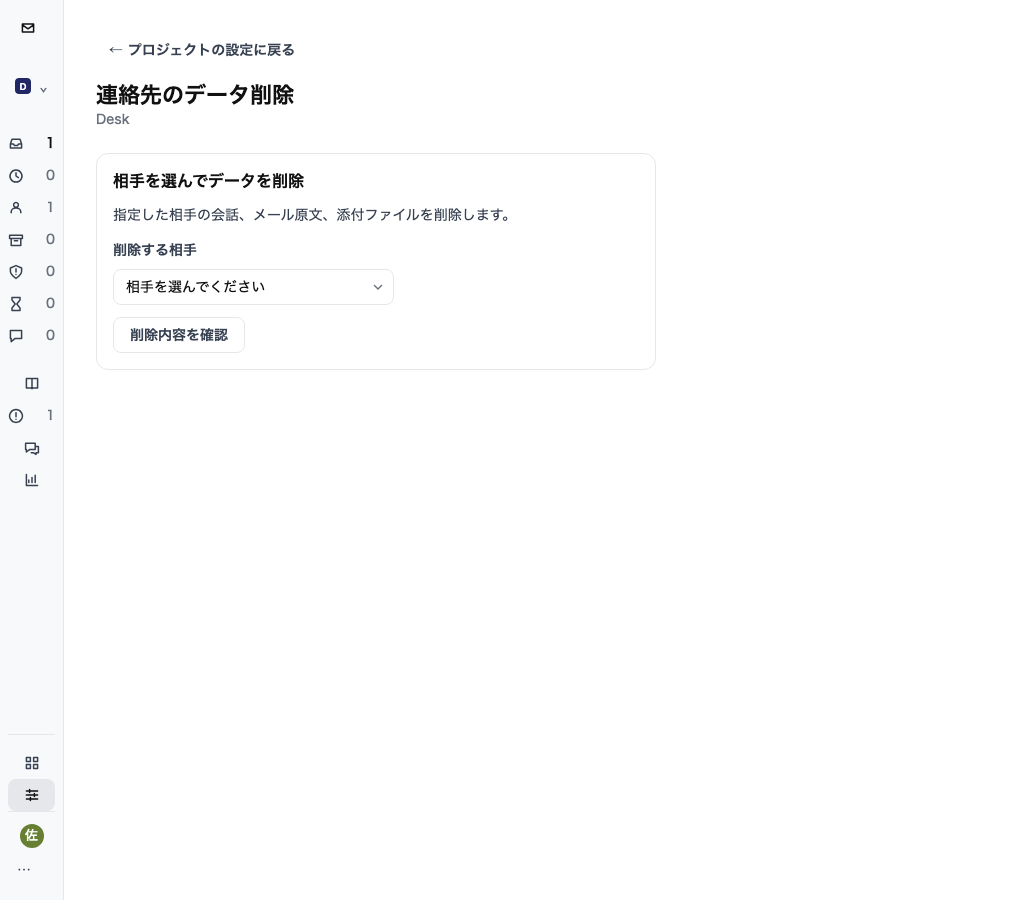 ← プロジェクトの設定に戻る
D
連絡先のデータ削除
Desk
1
0
1
0
0
0
0
1
相手を選んでデータを削除
指定した相手の会話、メール原文、添付ファイルを削除します。
削除する相手
相手を選んでください
削除内容を確認
佐
…